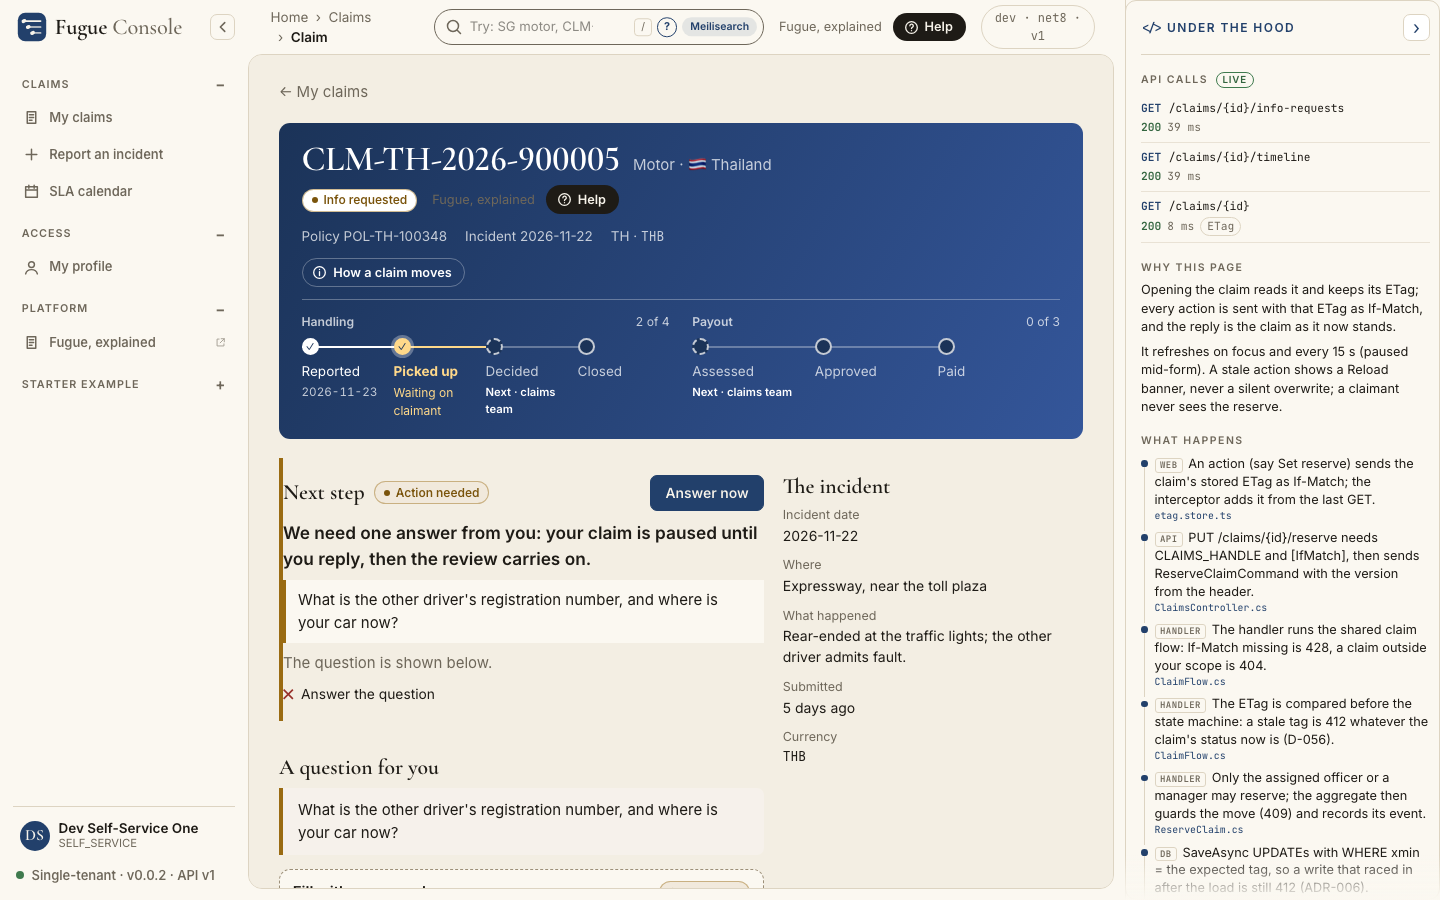 Fugue Console
CLAIMS
My claims
Report an incident
SLA calendar
ACCESS
My profile
PLATFORM
Fugue, explained
STARTER EXAMPLE
DS
Dev Self-Service One
SELF_SERVICE
Single-tenant · v0.0.2 · API v1
Home › Claims
› Claim
Try: SG motor, CLM-
/
?
Meilisearch
Fugue, explained
Help
dev · net8 ·
v1
← My claims
CLM-TH-2026-900005 Motor · Thailand
Info requested
Fugue, explained
Help
Policy POL-TH-100348 Incident 2026-11-22 TH · THB
How a claim moves
Handling 2 of 4
Reported
2026-11-23
Picked up
Waiting on
claimant
Decided
Next · claims
team
Closed
Payout 0 of 3
Assessed
Next · claims team
Approved
Paid
Next step
Action needed
Answer now
We need one answer from you: your claim is paused until
you reply, then the review carries on.
What is the other driver's registration number, and where is
your car now?
The question is shown below.
Answer the question
A question for you
What is the other driver's registration number, and where is
your car now?
The incident
Incident date
2026-11-22
Where
Expressway, near the toll plaza
What happened
Rear-ended at the traffic lights; the other
driver admits fault.
Submitted
5 days ago
Currency
THB
UNDER THE HOOD
API CALLS LIVE
GET /claims/{id}/info-requests
200 39 ms
GET /claims/{id}/timeline
200 39 ms
GET /claims/{id}
200 8 ms ETag
WHY THIS PAGE
Opening the claim reads it and keeps its ETag;
every action is sent with that ETag as If-Match,
and the reply is the claim as it now stands.
It refreshes on focus and every 15 s (paused
mid-form). A stale action shows a Reload
banner, never a silent overwrite; a claimant
never sees the reserve.
WHAT HAPPENS
WEB An action (say Set reserve) sends the
claim's stored ETag as If-Match; the
interceptor adds it from the last GET.
etag.store.ts
API PUT /claims/{id}/reserve needs
CLAIMS_HANDLE and [IfMatch], then sends
ReserveClaimCommand with the version
from the header.
ClaimsController.cs
HANDLER The handler runs the shared claim
flow: If-Match missing is 428, a claim outside
your scope is 404.
ClaimFlow.cs
HANDLER The ETag is compared before the
state machine: a stale tag is 412 whatever the
claim's status now is (D-056).
ClaimFlow.cs
HANDLER Only the assigned officer or a
manager may reserve; the aggregate then
guards the move (409) and records its event.
ReserveClaim.cs
DB SaveAsync UPDATEs with WHERE xmin
= the expected tag, so a write that raced in
after the load is still 412 (ADR-006).